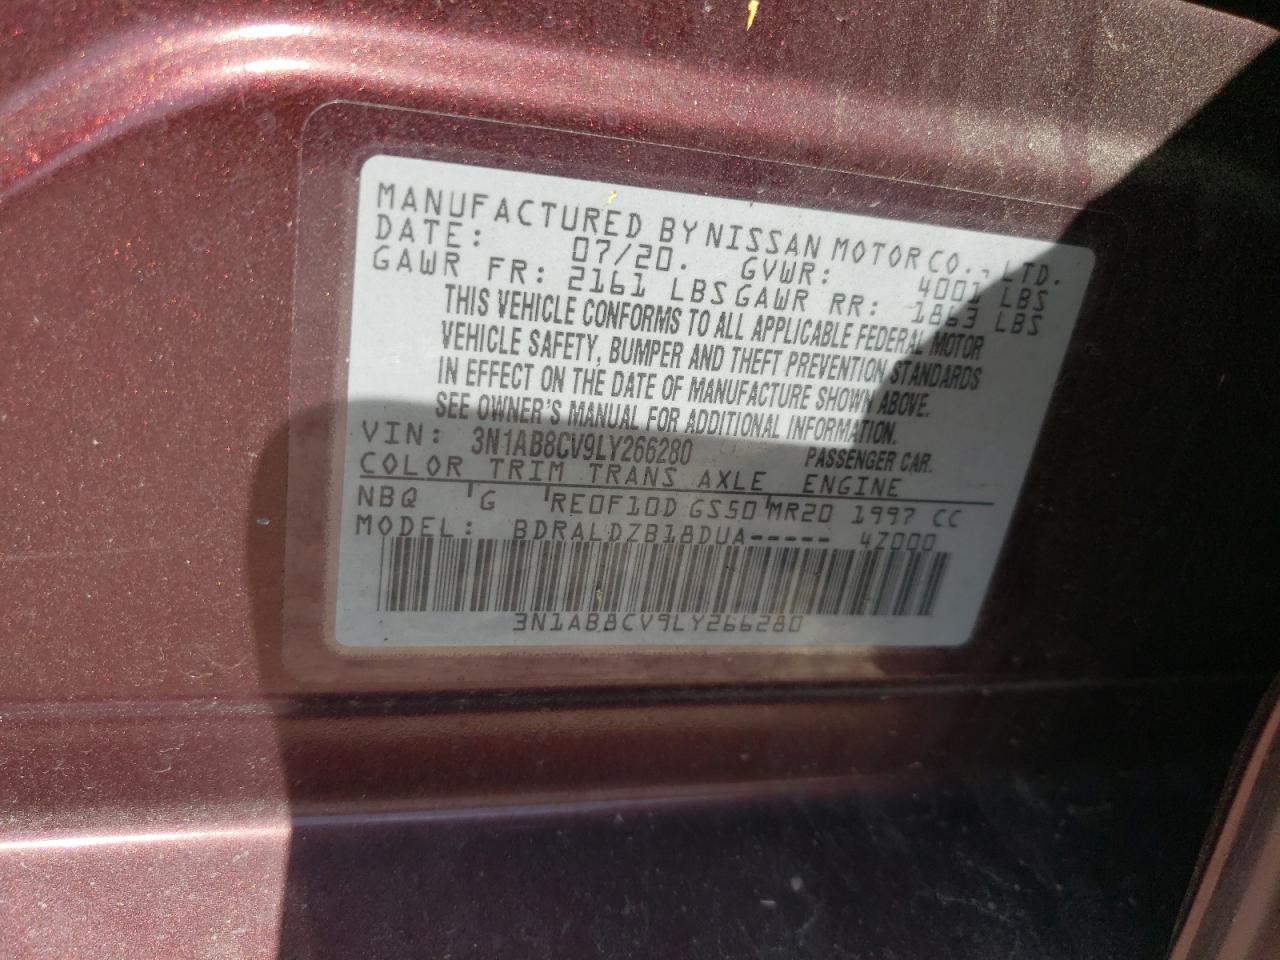 MANUFACTURED BY NISSAN MOTOR CO., LTD.
DATE: 07/20. GVWR: 4001 LBS
GAWR FR: 2161 LBS GAWR RR: 1863 LBS
THIS VEHICLE CONFORMS TO ALL APPLICABLE FEDERAL MOTOR
VEHICLE SAFETY, BUMPER AND THEFT PREVENTION STANDARDS
IN EFFECT ON THE DATE OF MANUFACTURE SHOWN ABOVE.
SEE OWNER'S MANUAL FOR ADDITIONAL INFORMATION.
VIN: 3N1AB8CV9LY266280 PASSENGER CAR.
COLOR TRIM TRANS AXLE ENGINE
NBQ G RE0F10D GS50 MR20 1997 CC
MODEL: BDRALDZB18DUA----- 4Z000
3N1AB8CV9LY266280